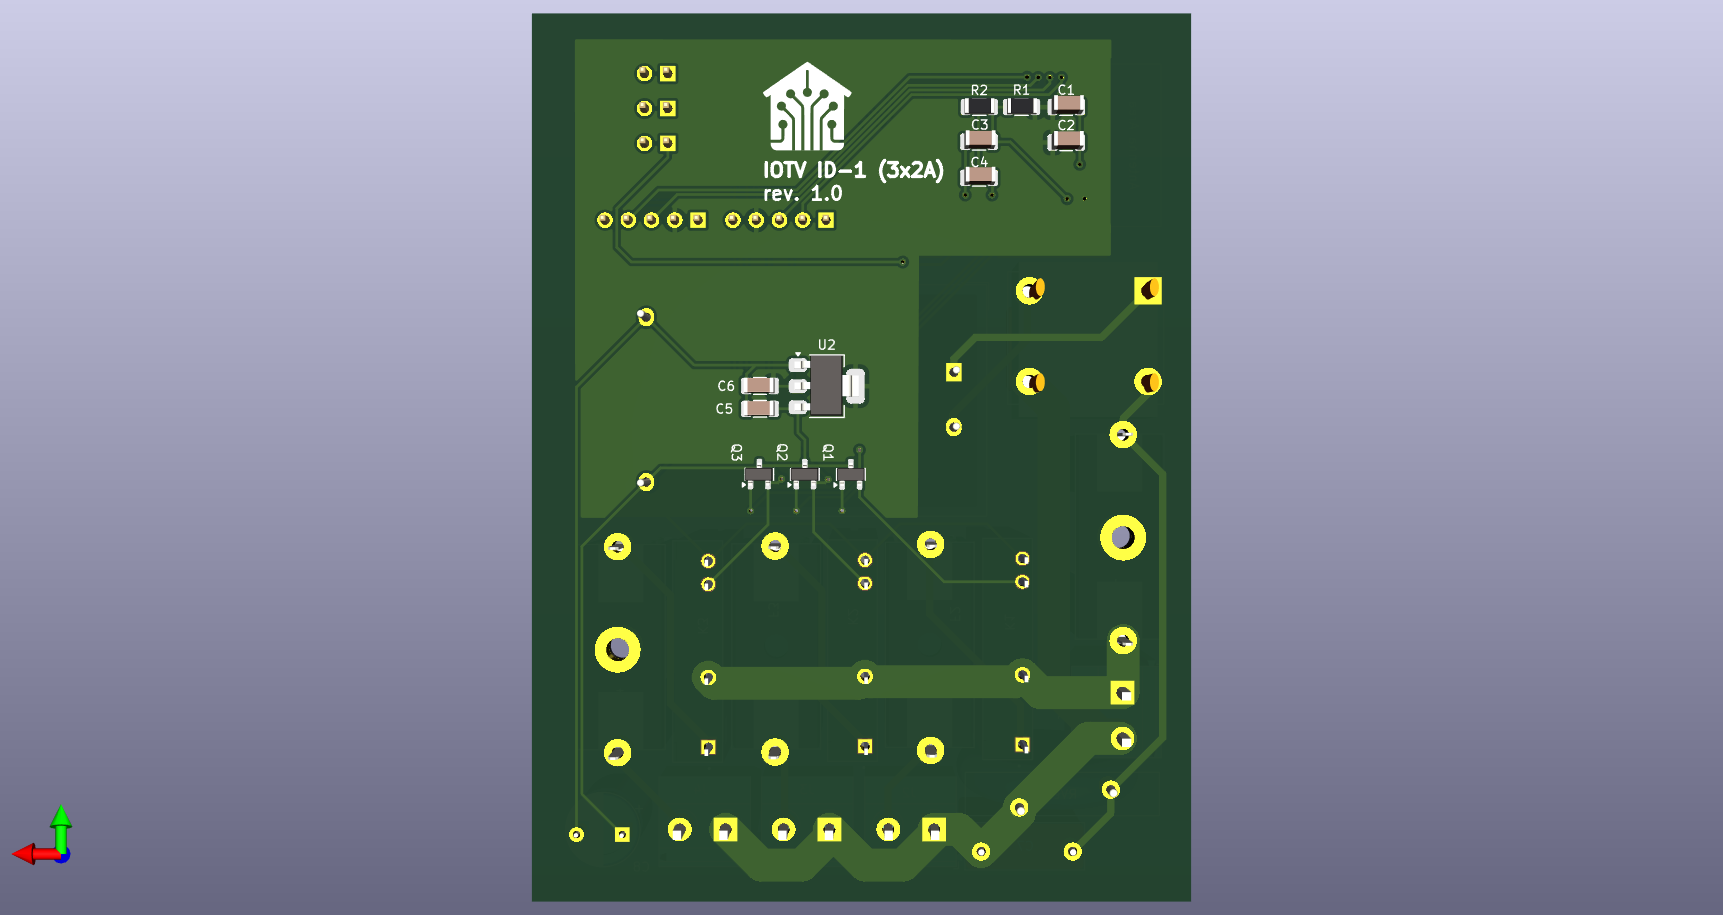 R2 R1 C1
C3 C2
C4
IOTV ID-1 (3x2A)
rev. 1.0
U2
C6
C5
Q3 Q2 Q1